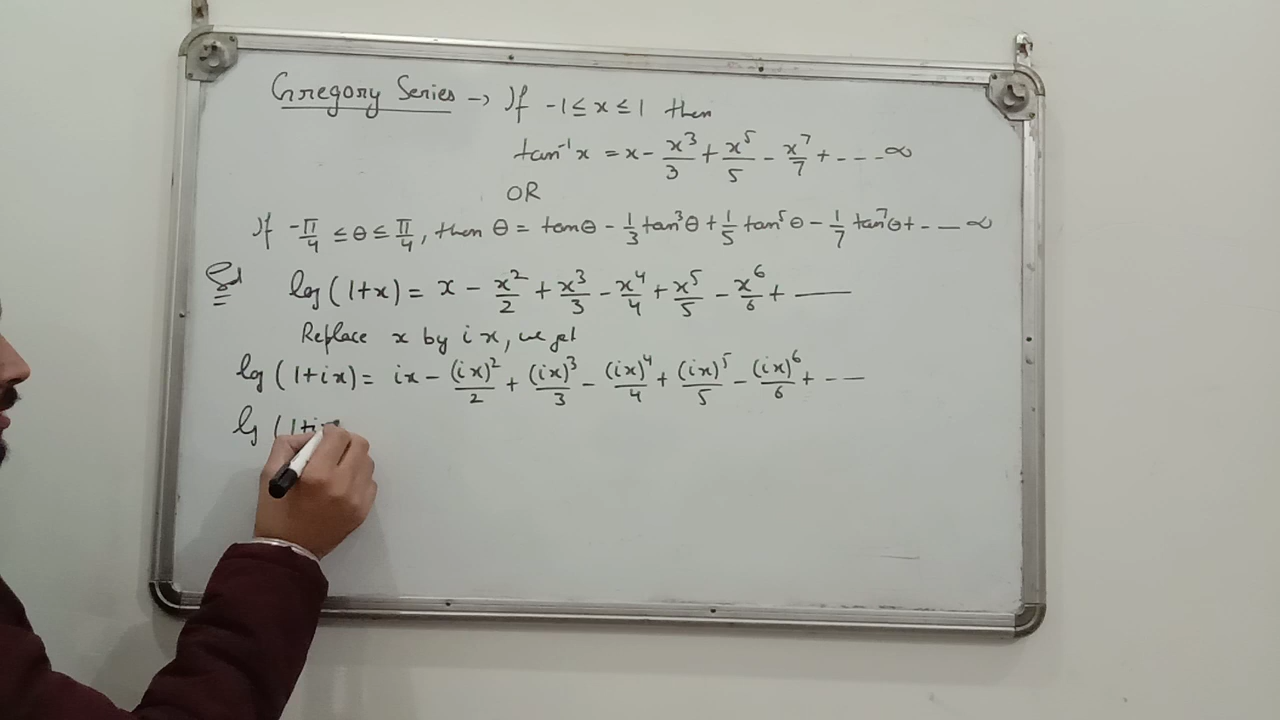 Gregory Series → If -1 ≤ x ≤ 1 then
tan⁻¹x = x - x³/3 + x⁵/5 - x⁷/7 + --- ∞
OR
If -π/4 ≤ θ ≤ π/4, then θ = tanθ - 1/3 tan³θ + 1/5 tan⁵θ - 1/7 tan⁷θ + -- ∞
Sol log(1+x) = x - x²/2 + x³/3 - x⁴/4 + x⁵/5 - x⁶/6 + —
Replace x by ix, we get
log(1+ix) = ix - (ix)²/2 + (ix)³/3 - (ix)⁴/4 + (ix)⁵/5 - (ix)⁶/6 + --
log (1+ix